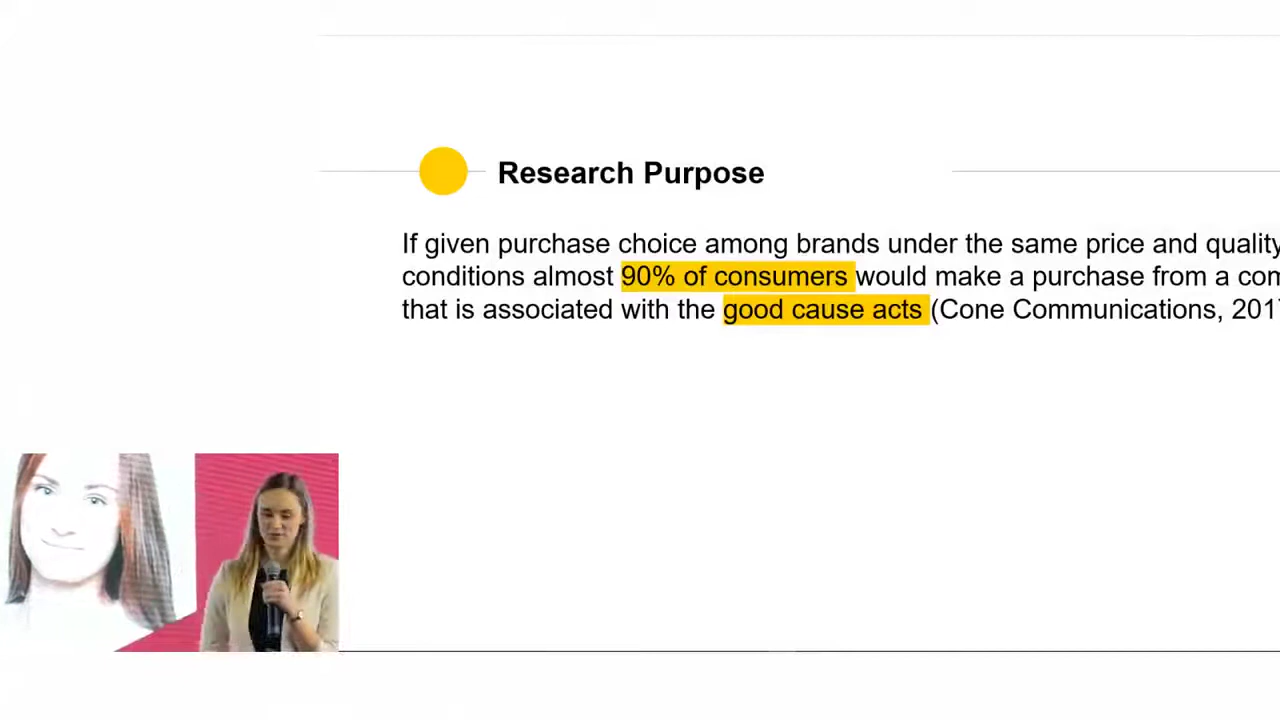 Research Purpose
If given purchase choice among brands under the same price and quality
conditions almost 90% of consumers would make a purchase from a
that is associated with the good cause acts (Cone Communications,